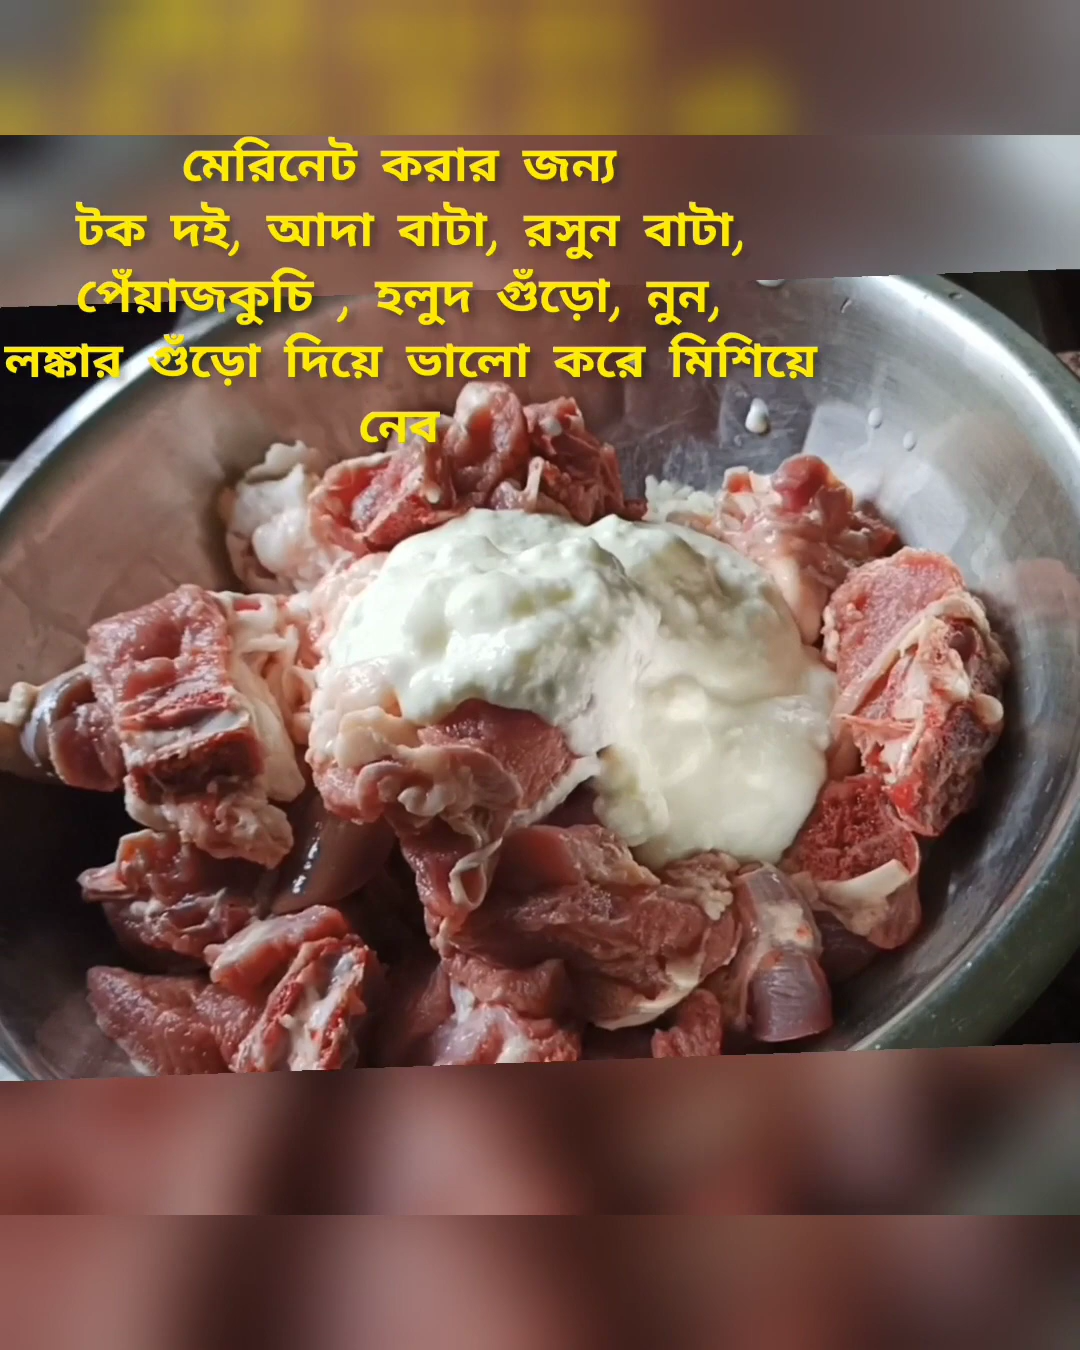 মেরিনেট করার জন্য
টক দই, আদা বাটা, রসুন বাটা,
পেঁয়াজকুচি , হলুদ গুঁড়ো, নুন,
লঙ্কার গুঁড়ো দিয়ে ভালো করে মিশিয়ে
নেব